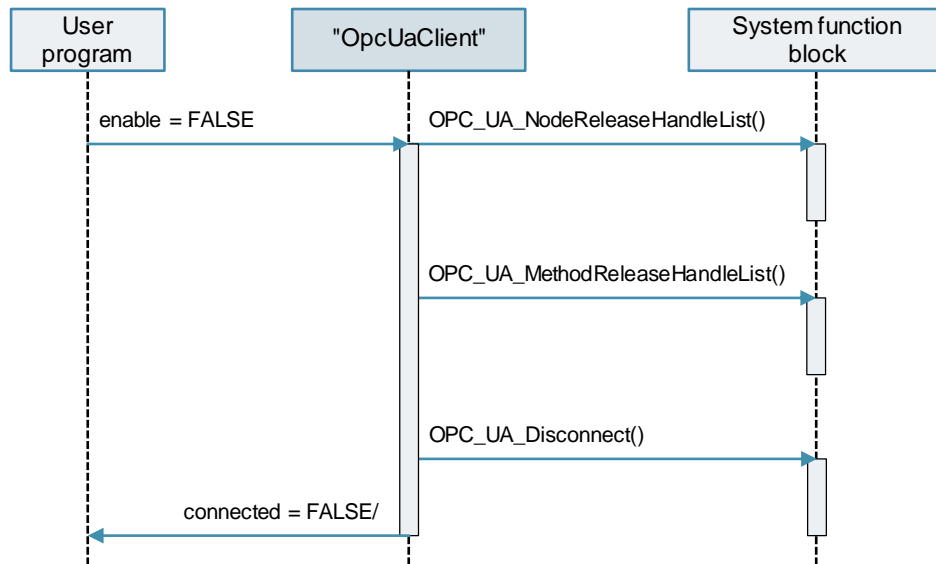 User
program
"OpcUaClient"
System function
block
enable = FALSE
OPC_UA_NodeReleaseHandleList()
OPC_UA_MethodReleaseHandleList()
OPC_UA_Disconnect()
connected = FALSE/